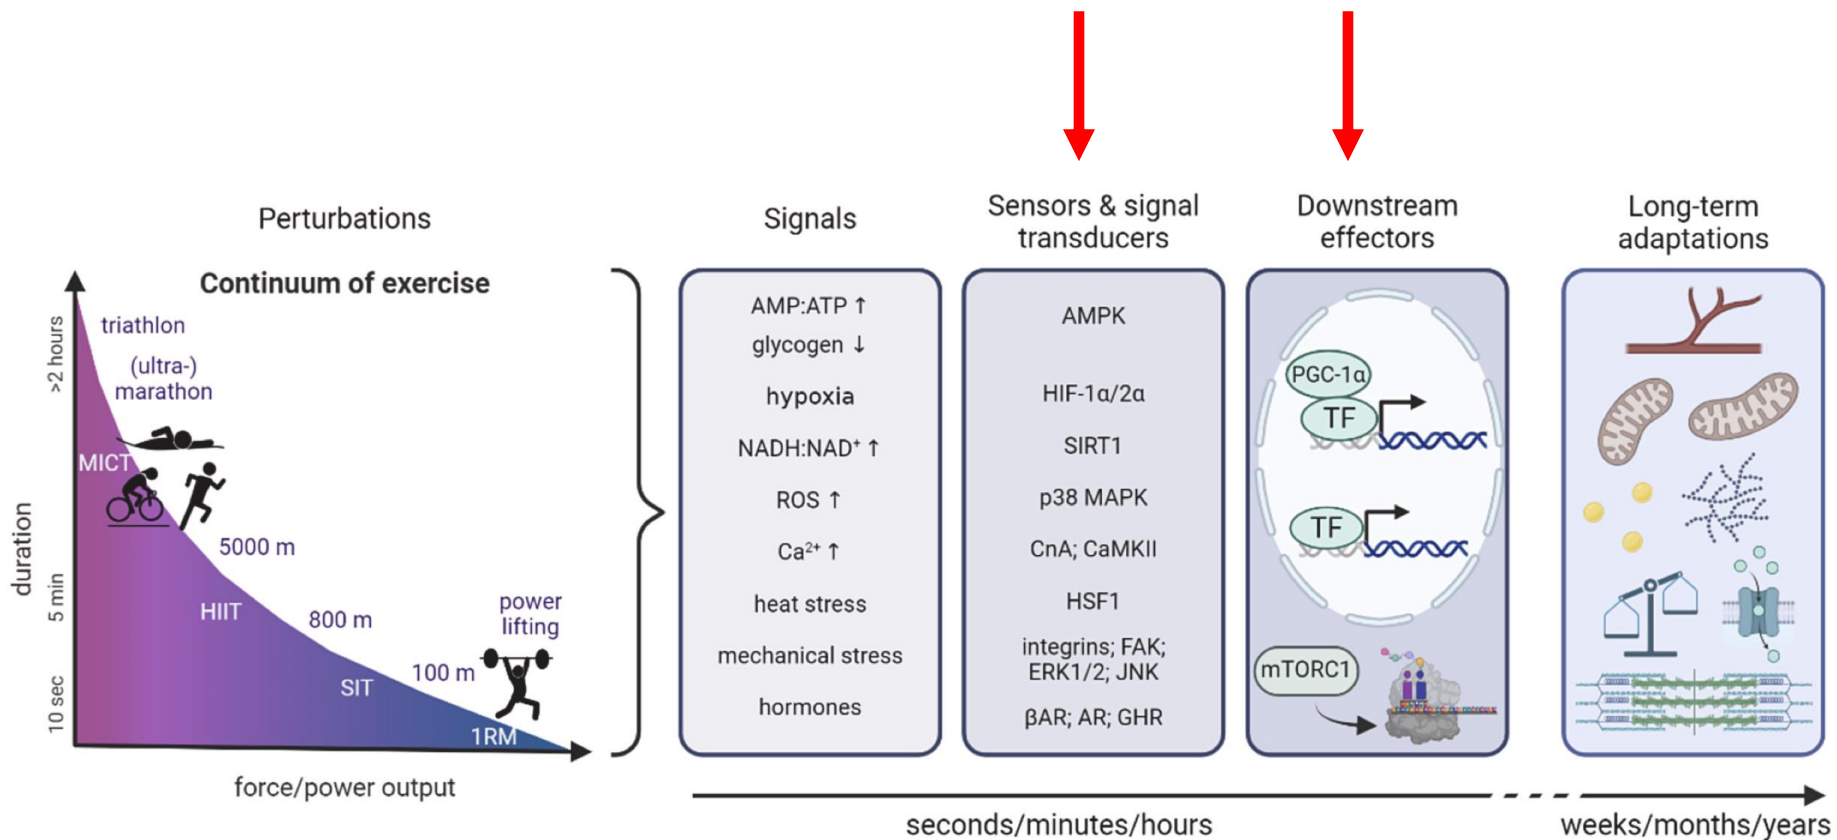 Perturbations
Continuum of exercise
duration
>2 hours
5 min
10 sec
triathlon
(ultra-)
marathon
MICT
5000 m
HIIT
800 m
SIT
100 m
power
lifting
1RM
force/power output
Signals
AMP:ATP ↑
glycogen ↓
hypoxia
NADH:NAD⁺ ↑
ROS ↑
Ca²⁺ ↑
heat stress
mechanical stress
hormones
Sensors & signal
transducers
AMPK
HIF-1α/2α
SIRT1
p38 MAPK
CnA; CaMKII
HSF1
integrins; FAK;
ERK1/2; JNK
βAR; AR; GHR
Downstream
effectors
PGC-1α
TF
TF
mTORC1
Long-term
adaptations
seconds/minutes/hours
weeks/months/years